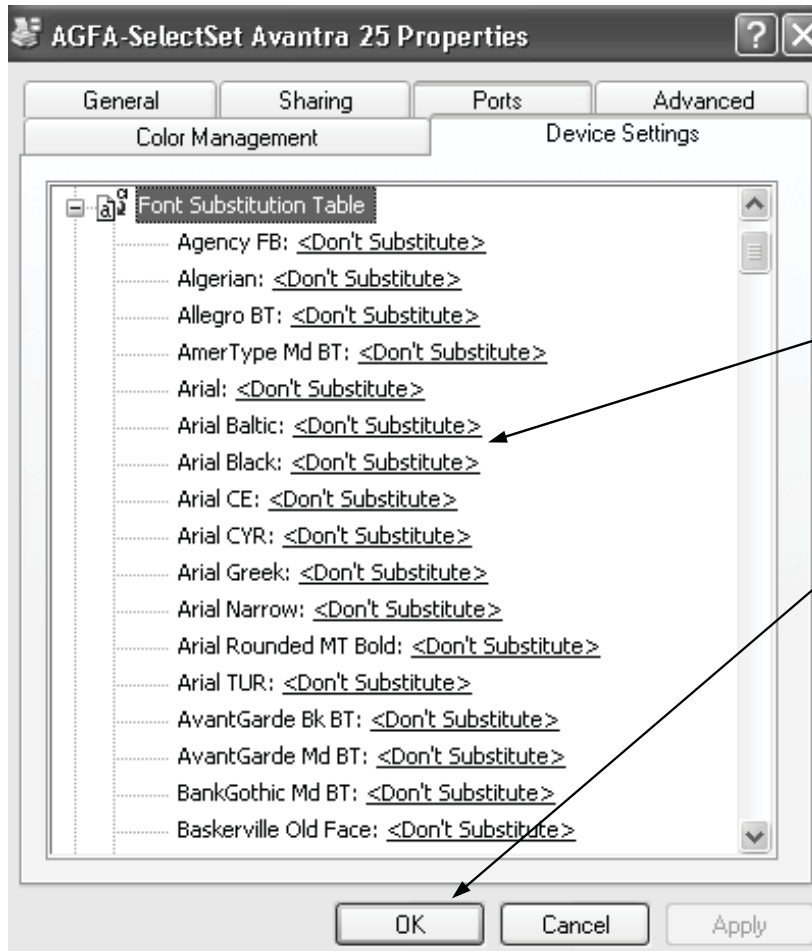 AGFA-SelectSet Avantra 25 Properties
General Sharing Ports Advanced
Color Management Device Settings
Font Substitution Table
Agency FB: <Don't Substitute>
Algerian: <Don't Substitute>
Allegro BT: <Don't Substitute>
AmerType Md BT: <Don't Substitute>
Arial: <Don't Substitute>
Arial Baltic: <Don't Substitute>
Arial Black: <Don't Substitute>
Arial CE: <Don't Substitute>
Arial CYR: <Don't Substitute>
Arial Greek: <Don't Substitute>
Arial Narrow: <Don't Substitute>
Arial Rounded MT Bold: <Don't Substitute>
Arial TUR: <Don't Substitute>
AvantGarde Bk BT: <Don't Substitute>
AvantGarde Md BT: <Don't Substitute>
BankGothic Md BT: <Don't Substitute>
Baskerville Old Face: <Don't Substitute>
OK Cancel Apply